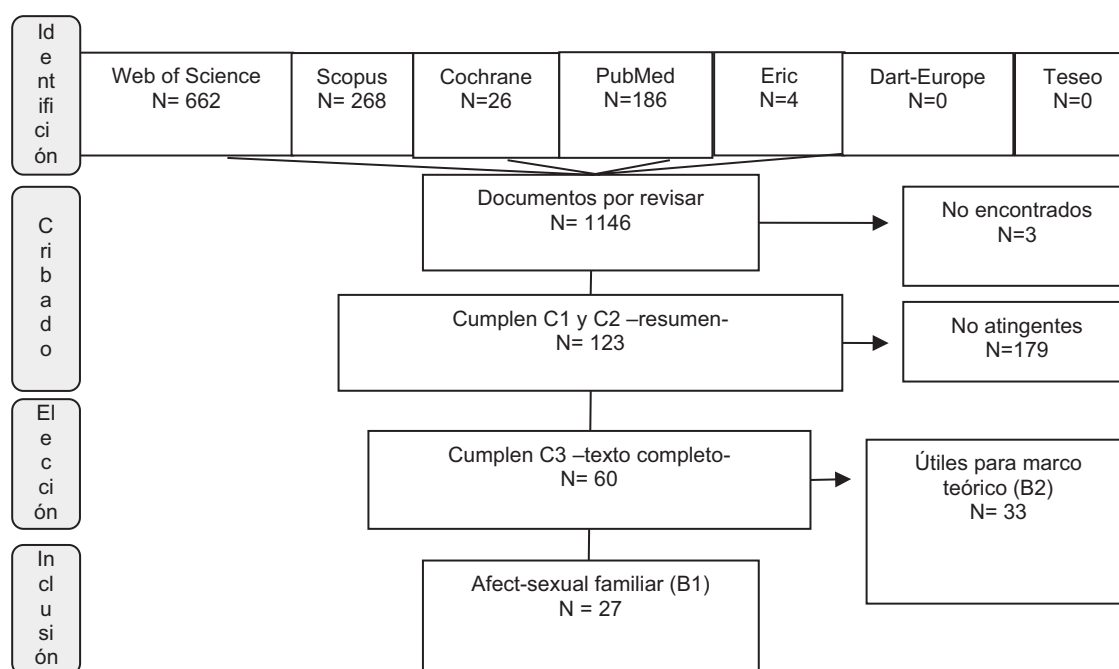 Id
e
nt
ifi
ci
ón
Web of Science
N= 662
Scopus
N= 268
Cochrane
N=26
PubMed
N=186
Eric
N=4
Dart-Europe
N=0
Teseo
N=0
C
ri
b
a
d
o
Documentos por revisar
N= 1146
No encontrados
N=3
Cumplen C1 y C2 –resumen-
N= 123
No atingentes
N=179
El
e
c
ci
ón
Cumplen C3 –texto completo-
N= 60
Útiles para marco
teórico (B2)
N= 33
In
cl
u
si
ón
Afect-sexual familiar (B1)
N = 27